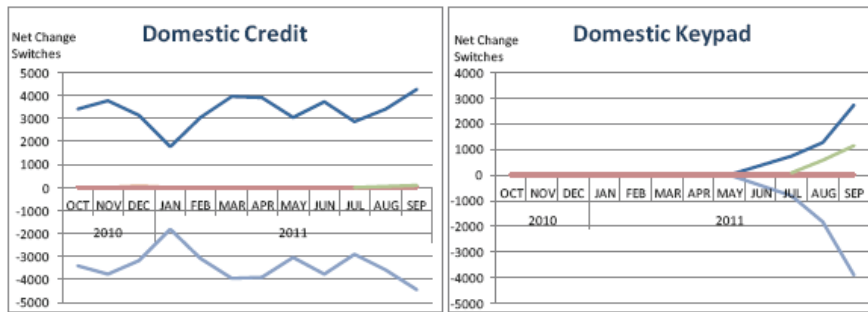 Domestic Credit
Net Change
Switches
5000
4000
3000
2000
1000
0
-1000
-2000
-3000
-4000
-5000
OCT NOV DEC JAN FEB MAR APR MAY JUN JUL AUG SEP
2010 2011
Domestic Keypad
Net Change
Switches
4000
3000
2000
1000
0
-1000
-2000
-3000
-4000
-5000
OCT NOV DEC JAN FEB MAR APR MAY JUN JUL AUG SEP
2010 2011